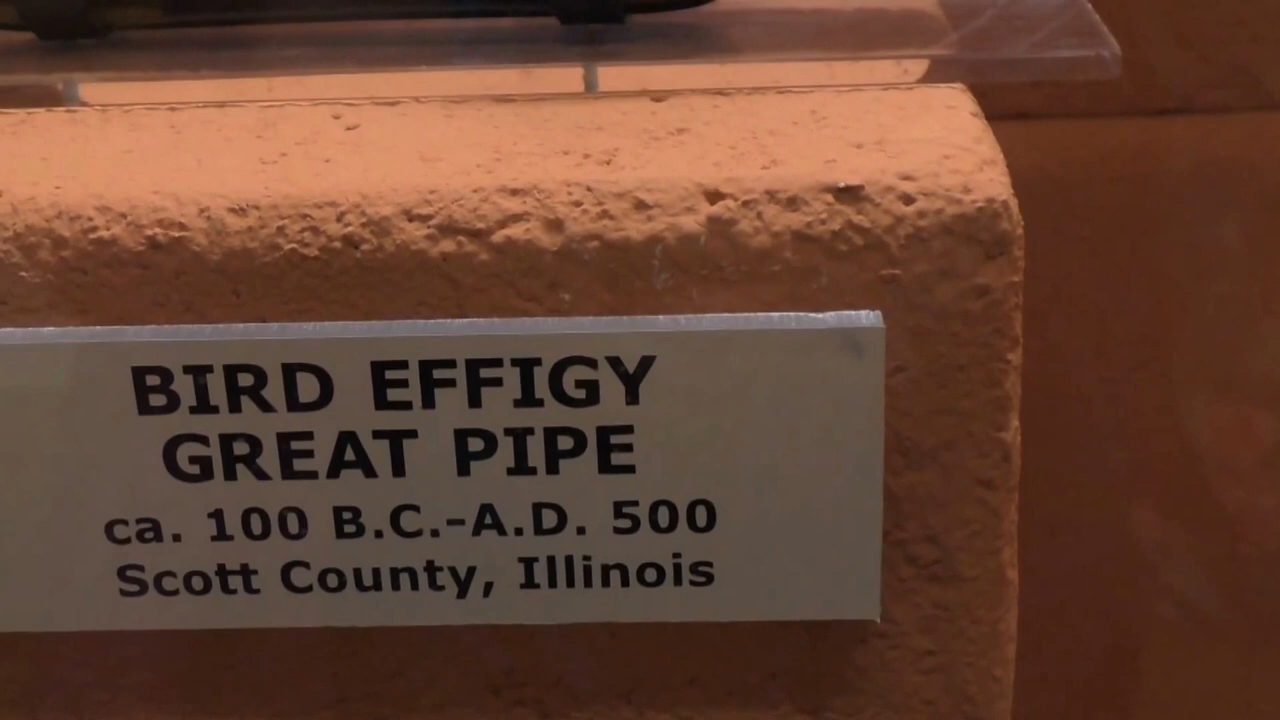 BIRD EFFIGY
GREAT PIPE
ca. 100 B.C.-A.D. 500
Scott County, Illinois